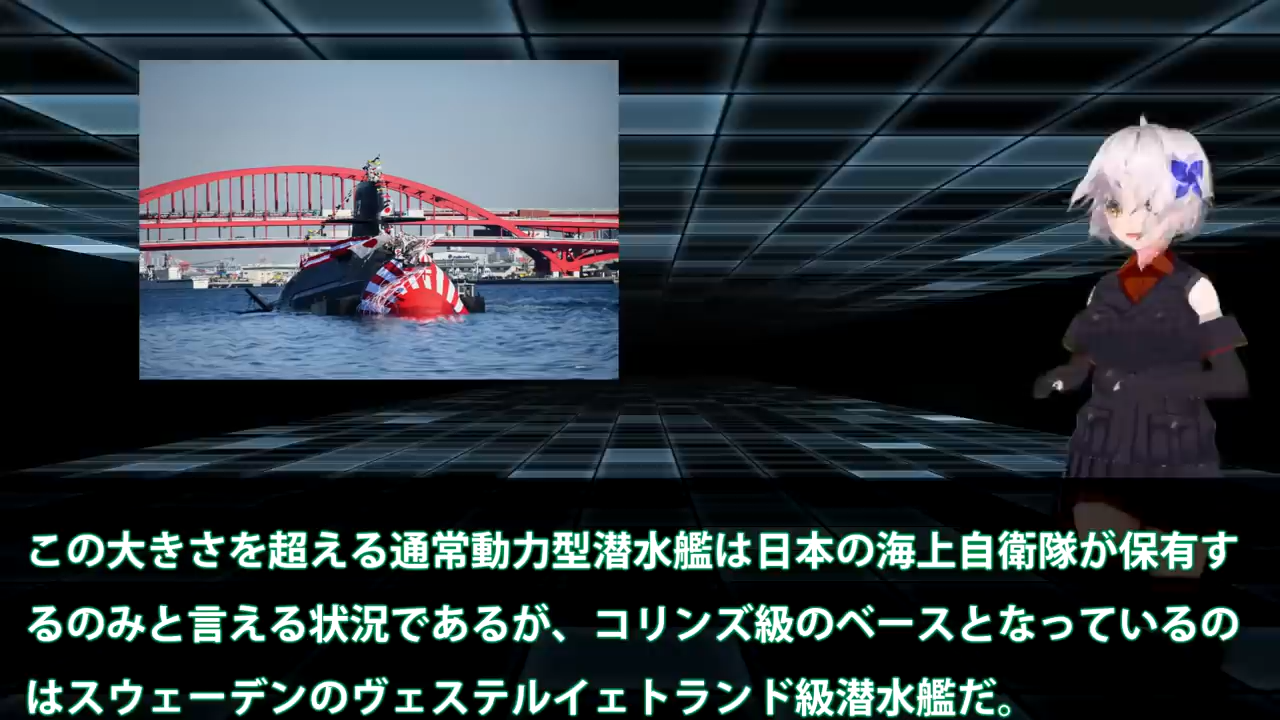 この大きさを超える通常動力型潜水艦は日本の海上自衛隊が保有す
るのみと言える状況であるが、コリンズ級のベースとなっているの
はスウェーデンのヴェステルイェトランド級潜水艦だ。